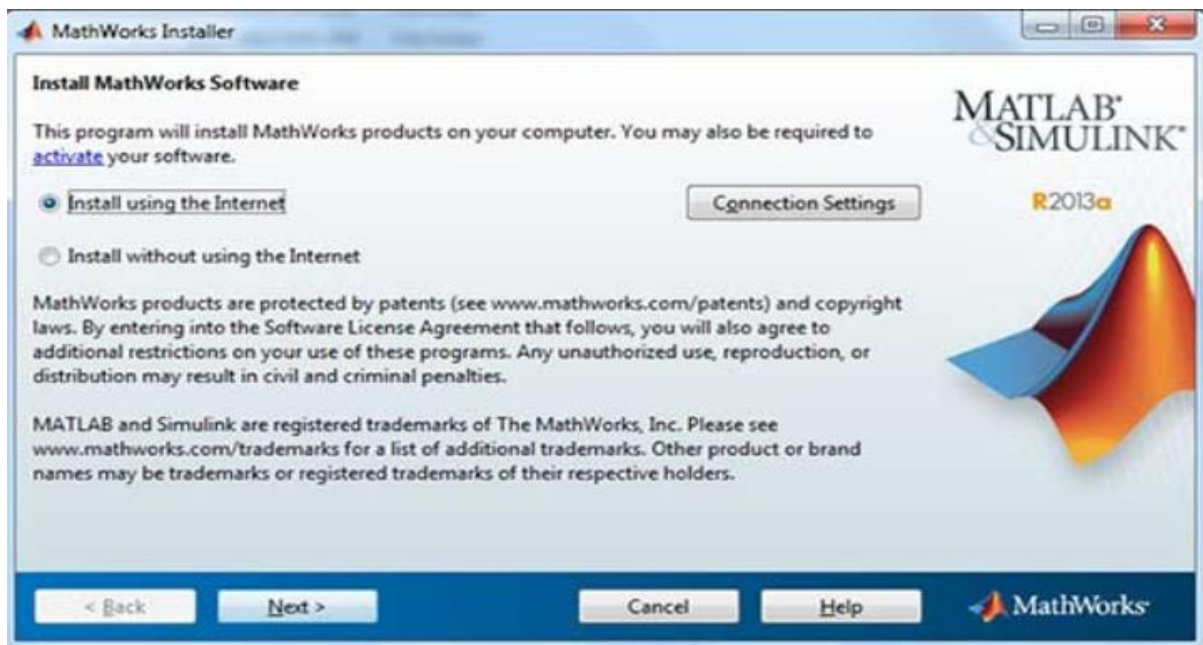 MathWorks Installer
Install MathWorks Software
This program will install MathWorks products on your computer. You may also be required to
activate your software.
Install using the Internet
Connection Settings
Install without using the Internet
MathWorks products are protected by patents (see www.mathworks.com/patents) and copyright
laws. By entering into the Software License Agreement that follows, you will also agree to
additional restrictions on your use of these programs. Any unauthorized use, reproduction, or
distribution may result in civil and criminal penalties.
MATLAB and Simulink are registered trademarks of The MathWorks, Inc. Please see
www.mathworks.com/trademarks for a list of additional trademarks. Other product or brand
names may be trademarks or registered trademarks of their respective holders.
MATLAB®
&SIMULINK®
R2013a
< Back
Next >
Cancel
Help
MathWorks®